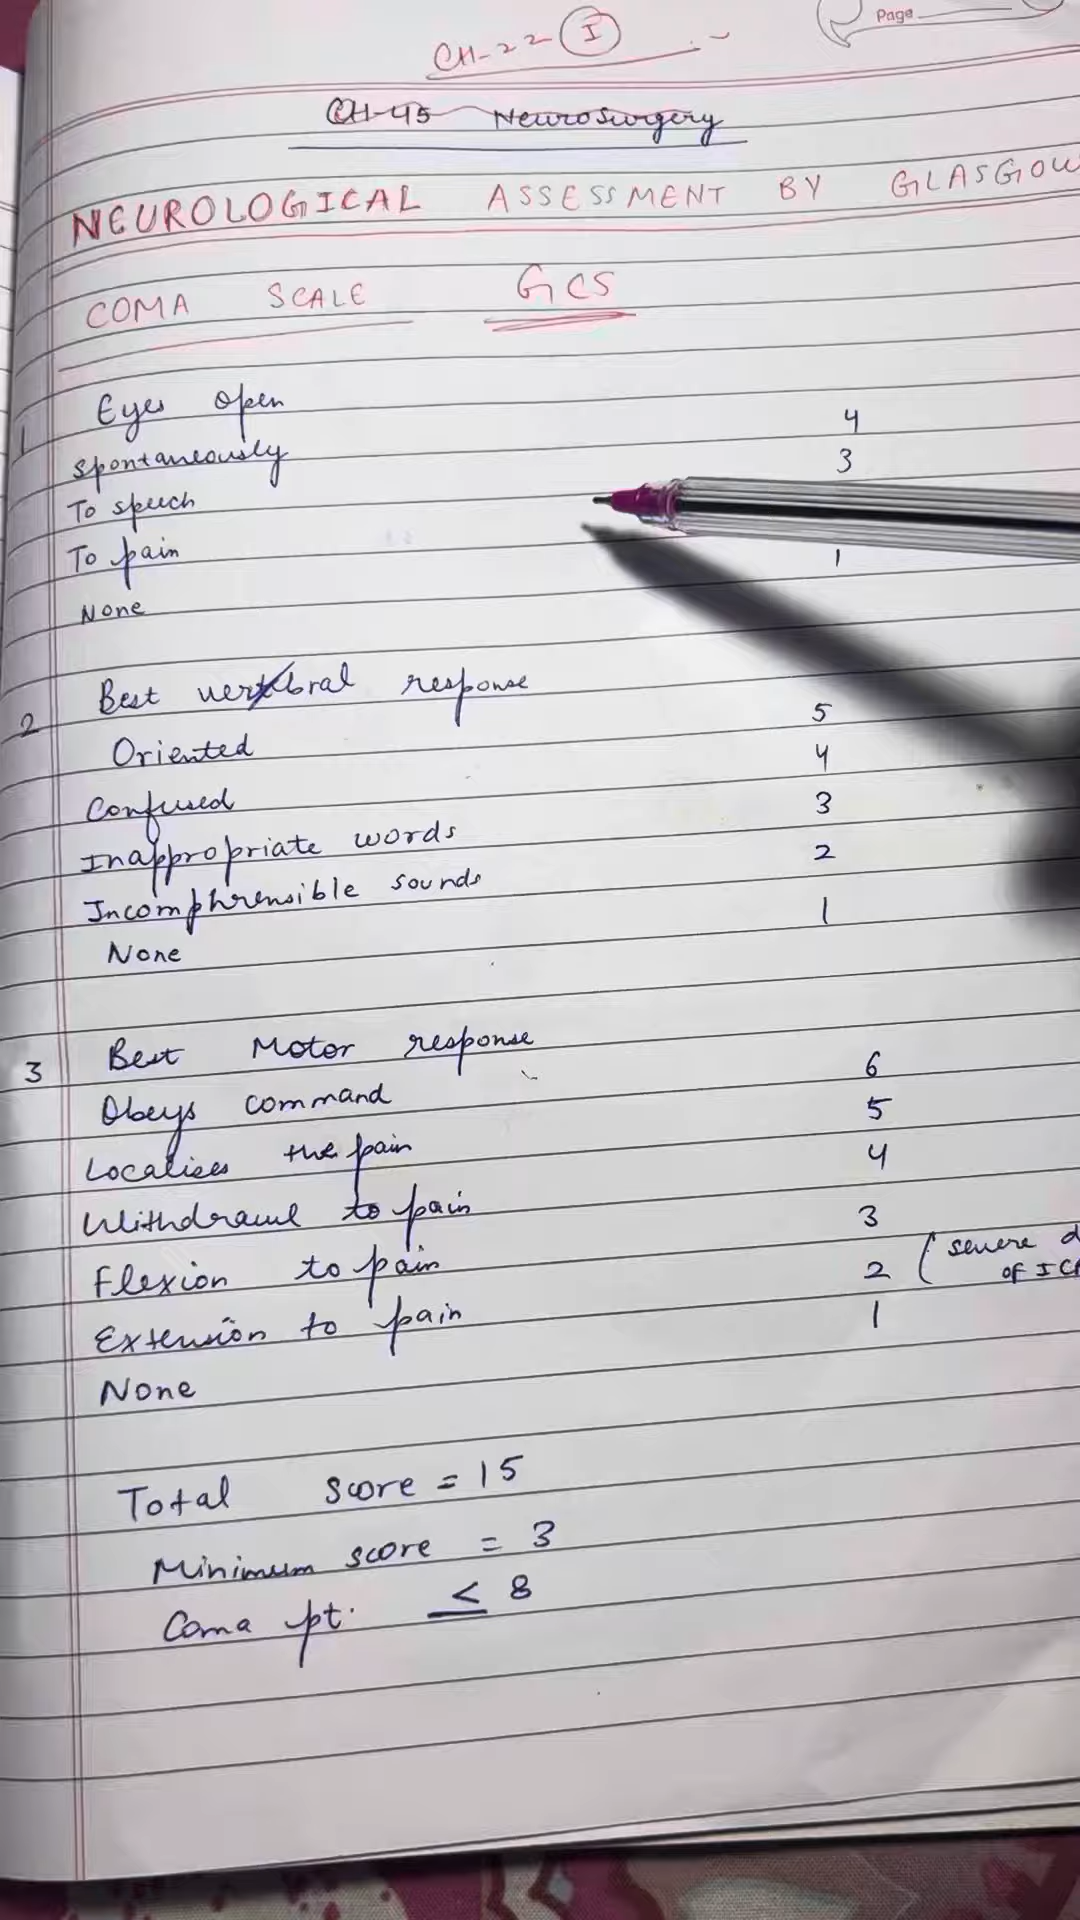 Page
CH-22 I
CH-45 Neurosurgery
NEUROLOGICAL ASSESSMENT BY GLASGOW
COMA SCALE GCS
1 Eyes open
Spontaneously 4
To speech 3
To pain
None 1
2 Best verbral response
Oriented 5
Confused 4
Inappropriate words 3
Incomphrensible sounds 2
None 1
3 Best Motor response
Obeys command 6
Localises the pain 5
Withdrawl to pain 4
Flexion to pain 3
Extension to pain 2 ( severe
of ICP
None 1
Total score = 15
Minimum score = 3
Coma pt. < 8